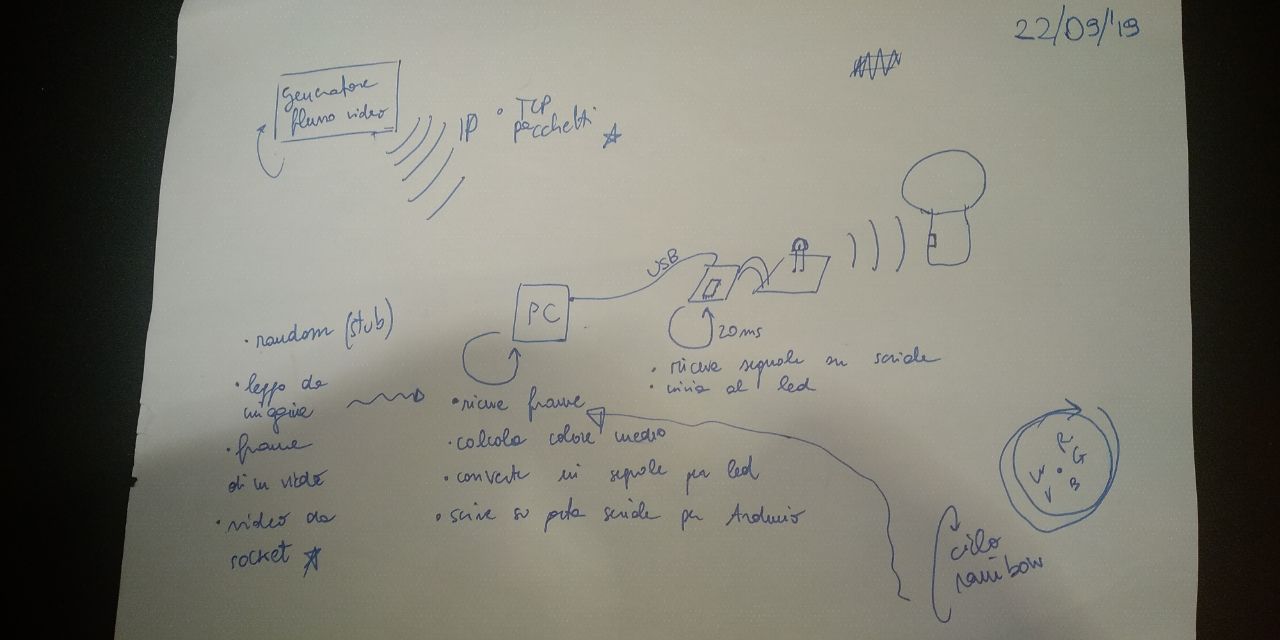 22/09/'19
Generatore
flusso video
IP
• TCP
pacchetti
USB
PC
20ms
• riceve segnale su seriale
• invia al led
• random (stub)
• leggo da
immagine
• frame
di un video
• video da
socket
• riceve frame
• calcola colore medio
• converte in segnale per led
• scrive su porta seriale per Arduino
R
G
B
V
W
ciclo
rainbow